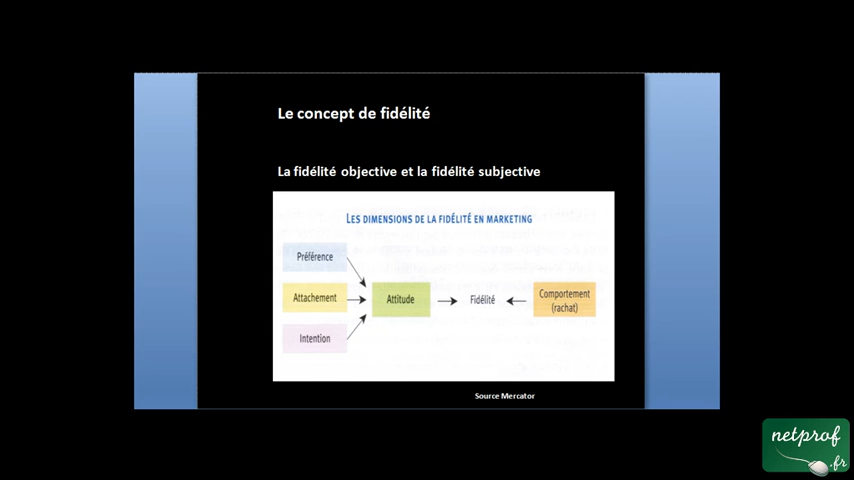 Le concept de fidélité
La fidélité objective et la fidélité subjective
LES DIMENSIONS DE LA FIDÉLITÉ EN MARKETING
Préférence
Attachement
Intention
Attitude
Fidélité
Comportement
(rachat)
Source Mercator
netprof
.fr